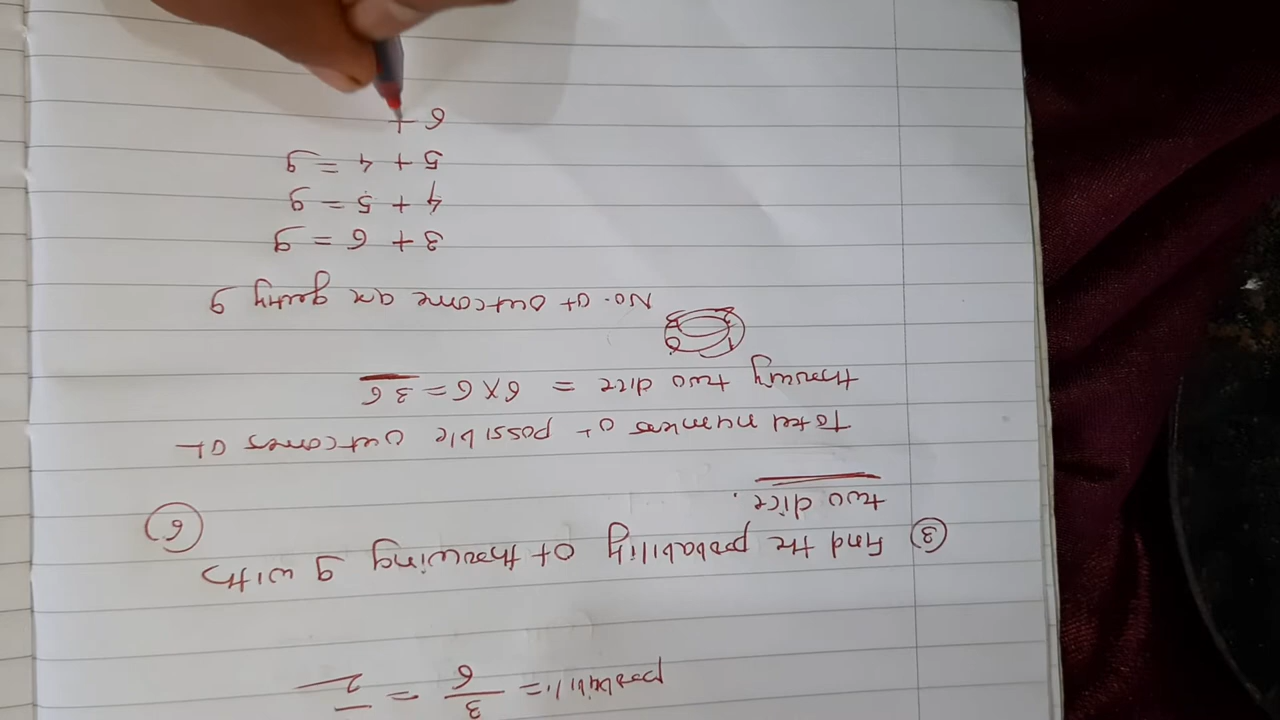 probabili = 3/6 = 1/2
③ Find the probability of throwing 9 with ⑥
two dice.
Total numbers of possible outcomes of
throwing two dice = 6 × 6 = 36
No. of outcome are getting 9
3 + 6 = 9
4 + 5 = 9
5 + 4 = 9
6 +